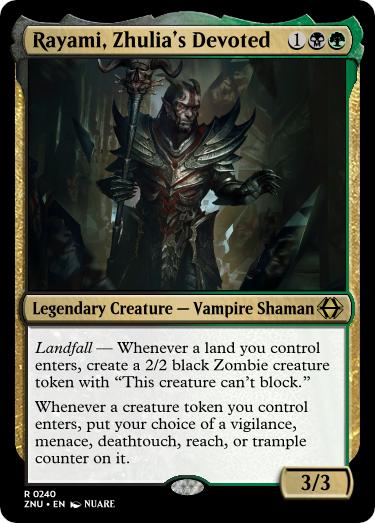 Rayami, Zhulia's Devoted 1
Legendary Creature — Vampire Shaman
Landfall — Whenever a land you control
enters, create a 2/2 black Zombie creature
token with “This creature can't block.”
Whenever a creature token you control
enters, put your choice of a vigilance,
menace, deathtouch, reach, or trample
counter on it.
3/3
R 0240
ZNU • EN NUARE